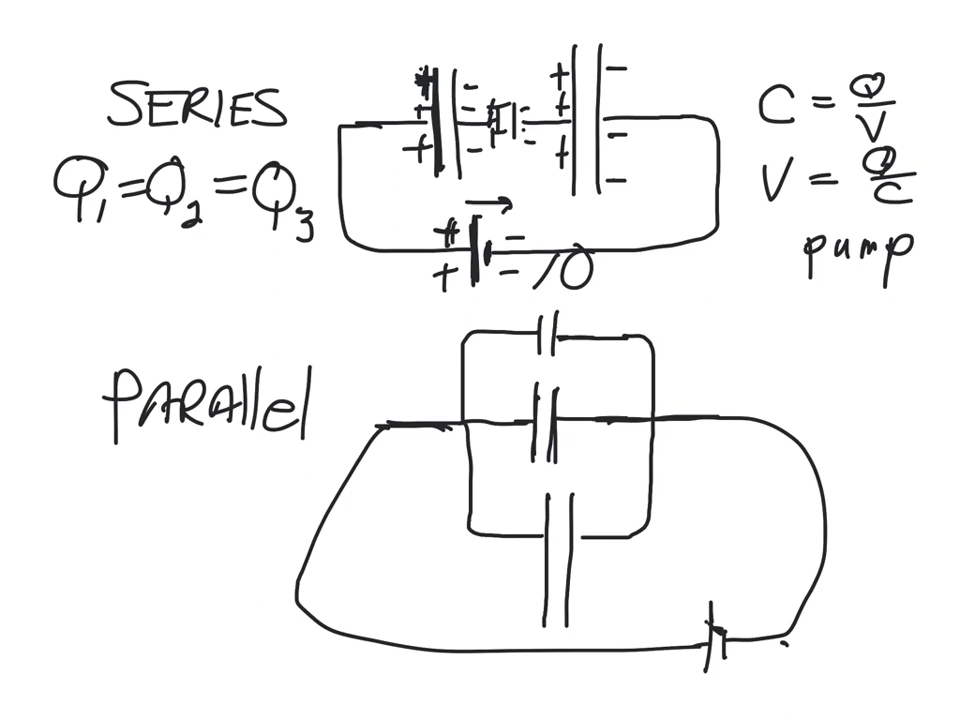 SERIES
Q1 = Q2 = Q3
+ + + - - - + + + - - -
+ + - - 10
C = Q/V
V = Q/C
pump
PARAllel